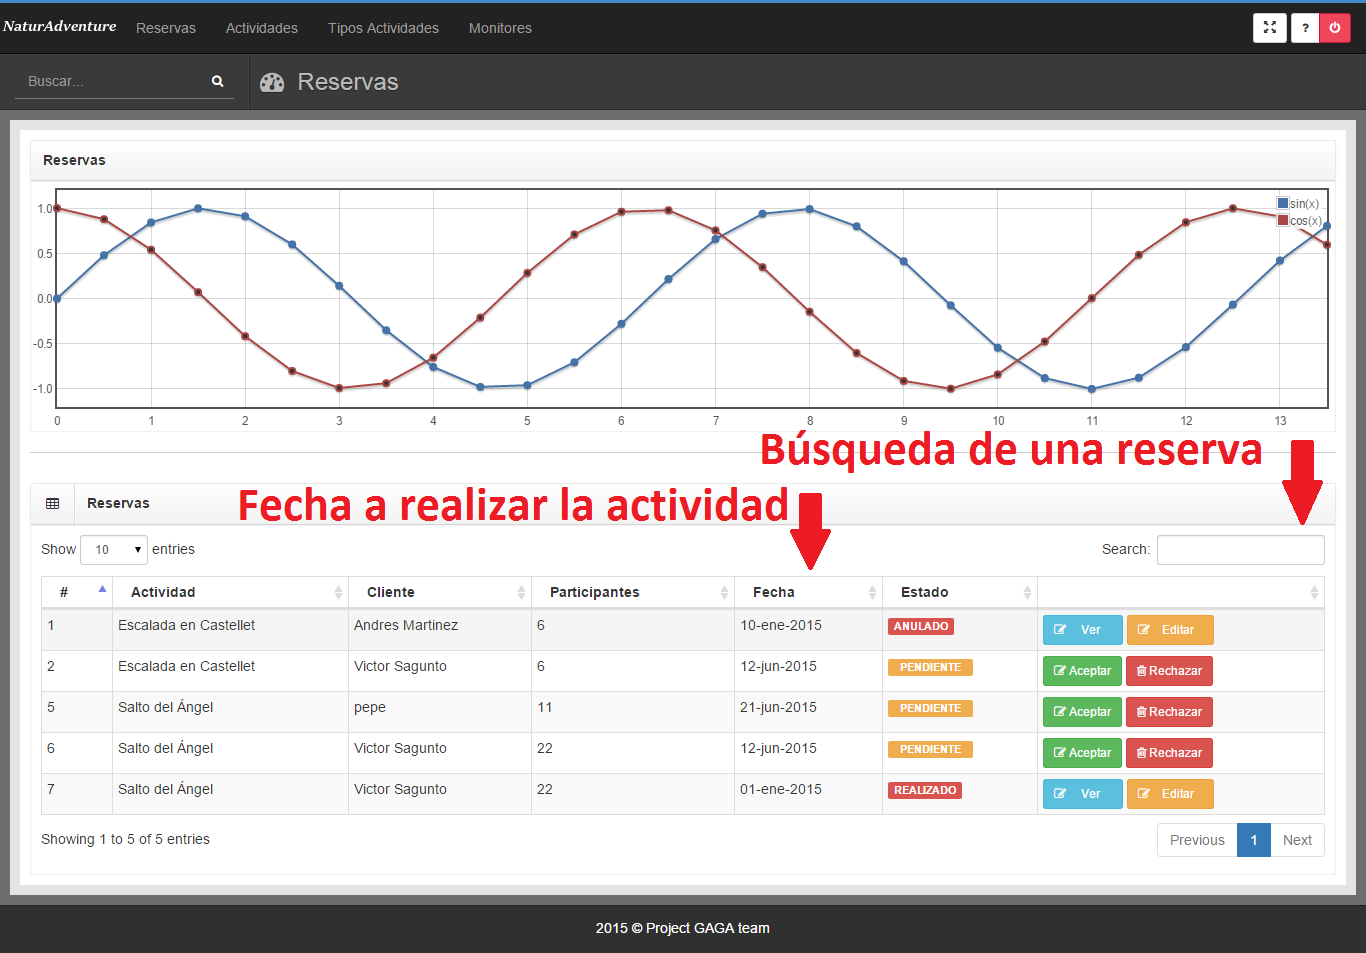 NaturAdventure Reservas Actividades Tipos Actividades Monitores ?
Buscar... Reservas
Reservas
sin(x)
cos(x)
1.0
0.5
0.0
-0.5
-1.0
0 1 2 3 4 5 6 7 8 9 10 11 12 13
Búsqueda de una reserva
Reservas
Fecha a realizar la actividad
Show 10 entries Search:
# Actividad Cliente Participantes Fecha Estado
1 Escalada en Castellet Andres Martinez 6 10-ene-2015 ANULADO Ver Editar
2 Escalada en Castellet Victor Sagunto 6 12-jun-2015 PENDIENTE Aceptar Rechazar
5 Salto del Ángel pepe 11 21-jun-2015 PENDIENTE Aceptar Rechazar
6 Salto del Ángel Victor Sagunto 22 12-jun-2015 PENDIENTE Aceptar Rechazar
7 Salto del Ángel Victor Sagunto 22 01-ene-2015 REALIZADO Ver Editar
Showing 1 to 5 of 5 entries Previous 1 Next
2015 © Project GAGA team